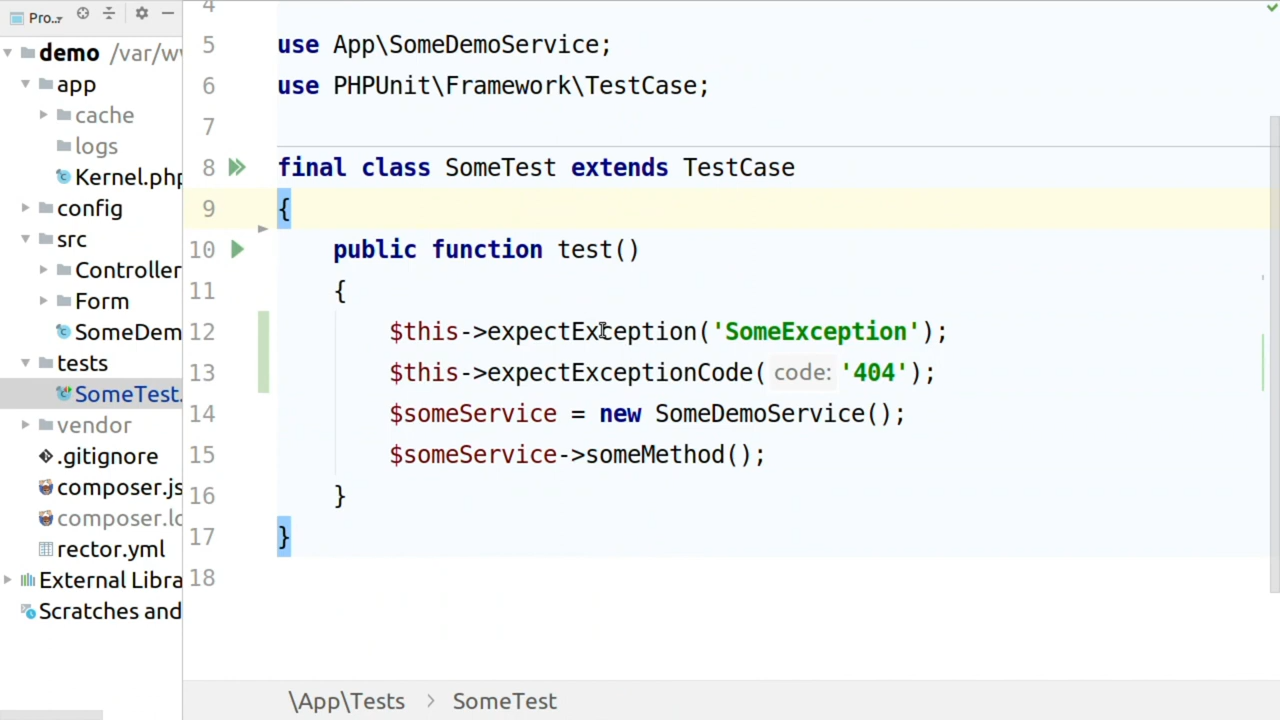 Pro...
demo /var/w
app
cache
logs
Kernel.php
config
src
Controller
Form
SomeDem
tests
SomeTest.
vendor
.gitignore
composer.js
composer.lo
rector.yml
External Libra
Scratches and
4
5 use App\SomeDemoService;
6 use PHPUnit\Framework\TestCase;
7
8 final class SomeTest extends TestCase
9 {
10 public function test()
11 {
12 $this->expectException('SomeException');
13 $this->expectExceptionCode( code: '404');
14 $someService = new SomeDemoService();
15 $someService->someMethod();
16 }
17 }
18
\App\Tests > SomeTest